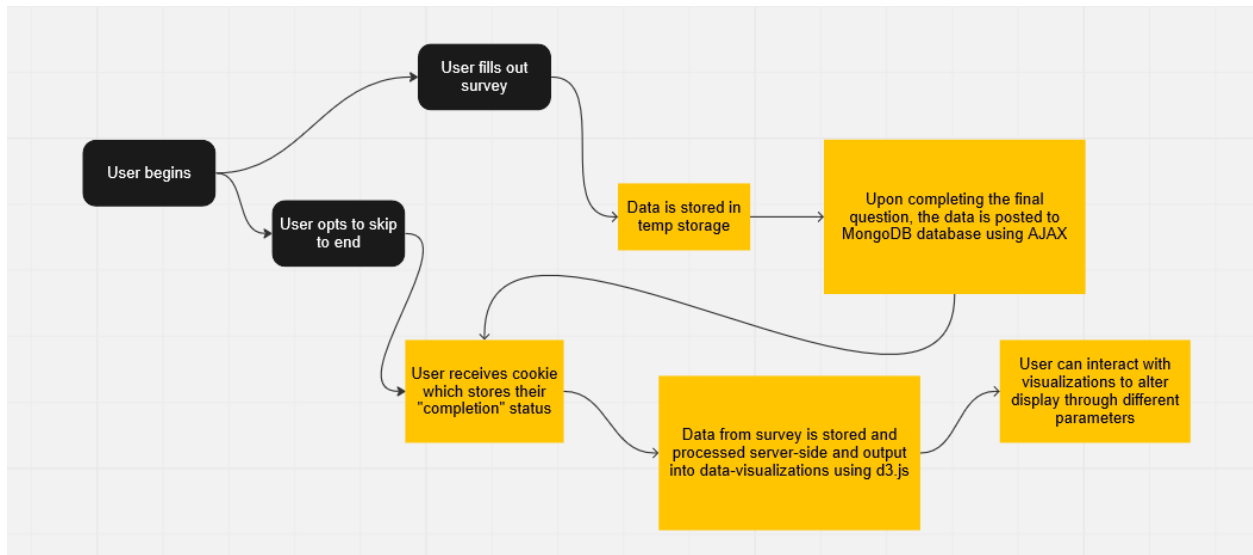 User fills out
survey
User begins
User opts to skip
to end
Data is stored in
temp storage
Upon completing the final
question, the data is posted to
MongoDB database using AJAX
User receives cookie
which stores their
"completion" status
Data from survey is stored and
processed server-side and output
into data-visualizations using d3.js
User can interact with
visualizations to alter
display through different
parameters